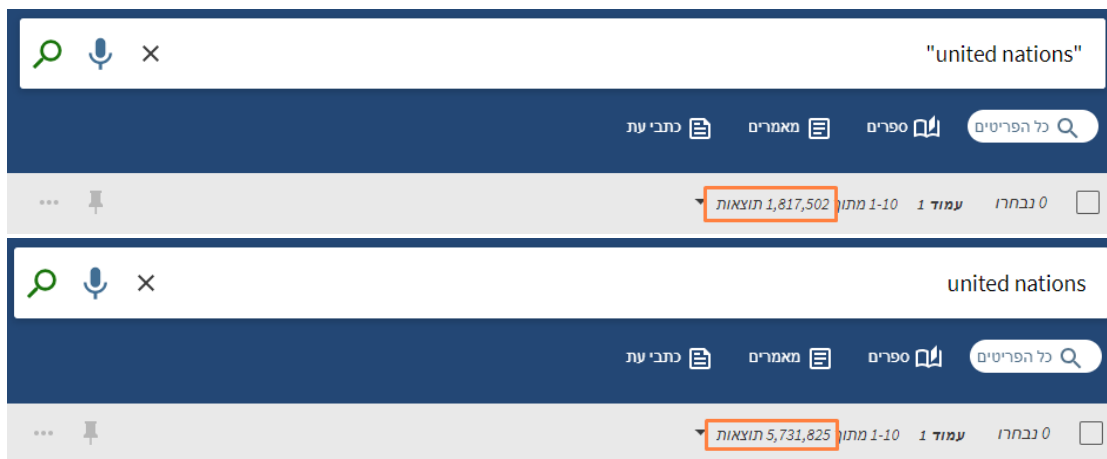 "united nations"
כל הפריטים ספרים מאמרים כתבי עת
0 נבחרו עמוד 1 1-10 מתוך 1,817,502 תוצאות
united nations
כל הפריטים ספרים מאמרים כתבי עת
0 נבחרו עמוד 1 1-10 מתוך 5,731,825 תוצאות